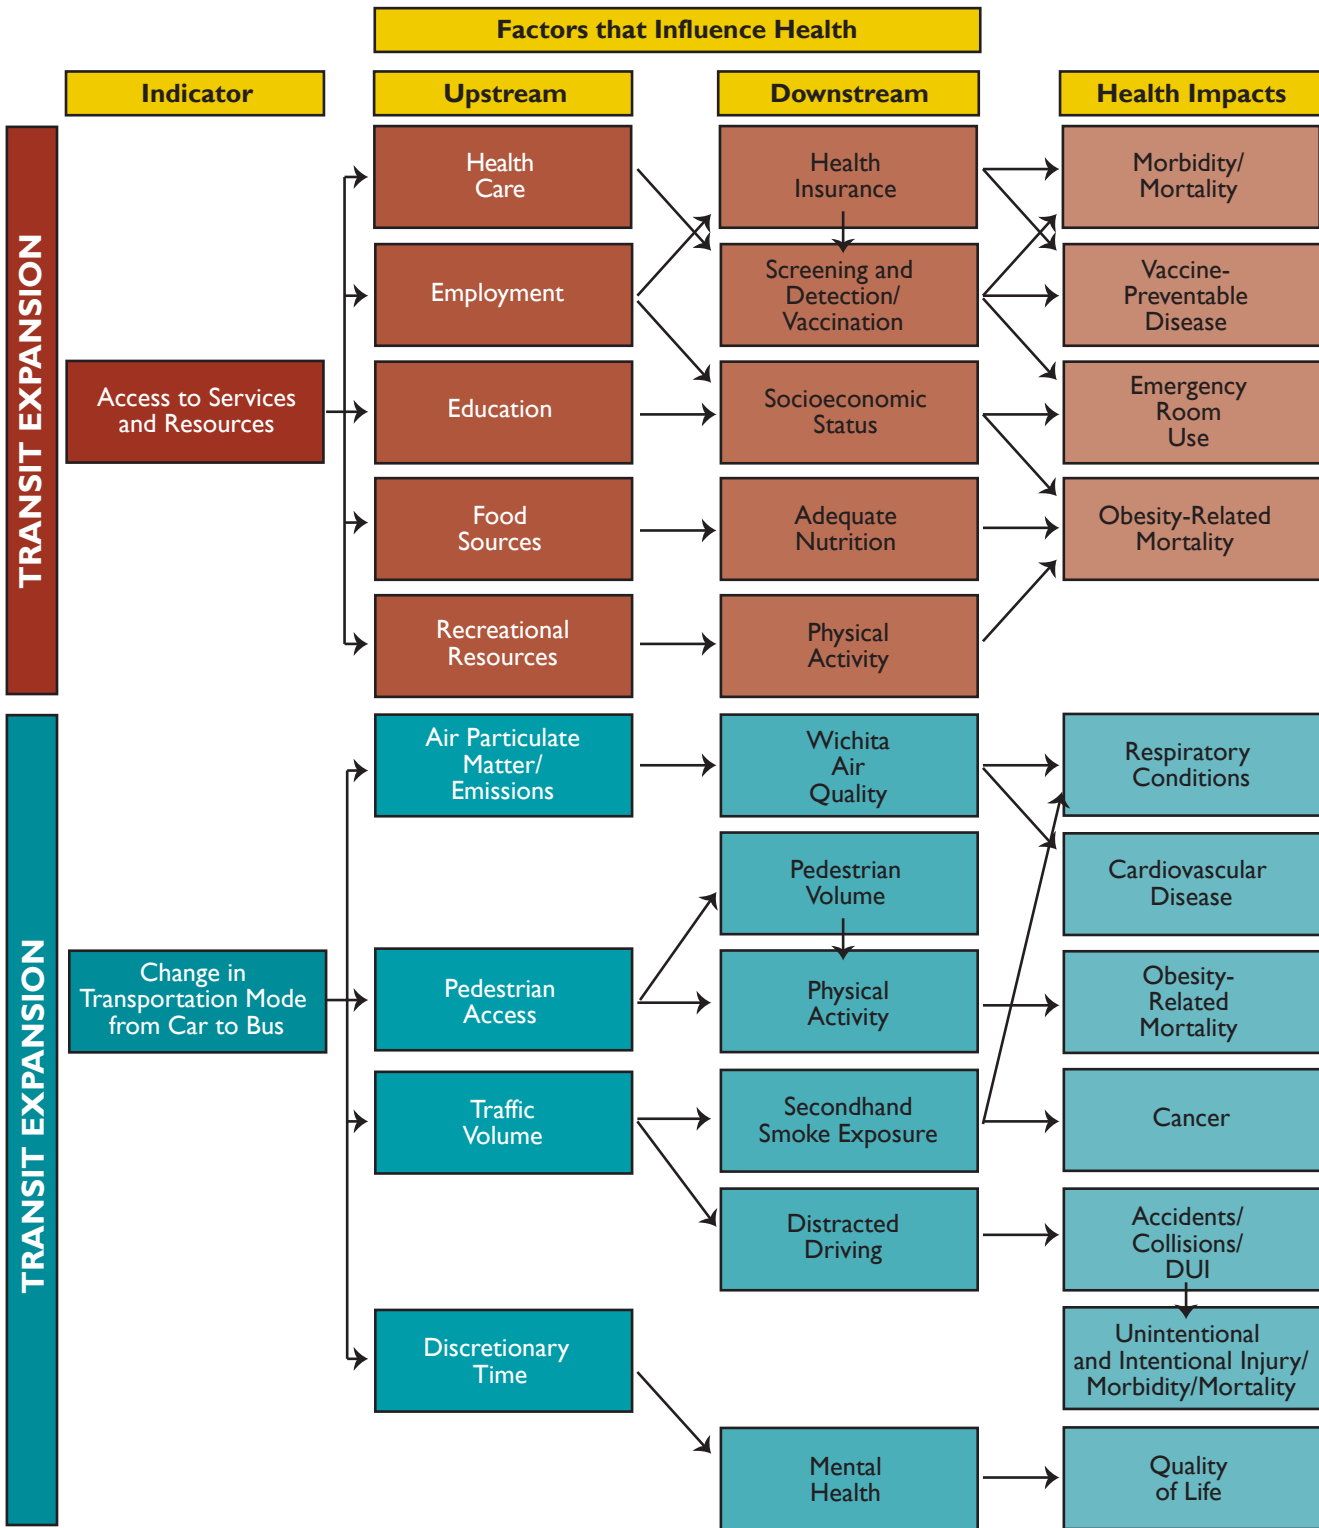 Factors that Influence Health
Indicator
Upstream
Downstream
Health Impacts
TRANSIT EXPANSION
Access to Services
and Resources
Health
Care
Employment
Education
Food
Sources
Recreational
Resources
Health
Insurance
Screening and
Detection/
Vaccination
Socioeconomic
Status
Adequate
Nutrition
Physical
Activity
Morbidity/
Mortality
Vaccine-
Preventable
Disease
Emergency
Room
Use
Obesity-Related
Mortality
TRANSIT EXPANSION
Change in
Transportation Mode
from Car to Bus
Air Particulate
Matter/
Emissions
Pedestrian
Access
Traffic
Volume
Discretionary
Time
Wichita
Air
Quality
Pedestrian
Volume
Physical
Activity
Secondhand
Smoke Exposure
Distracted
Driving
Mental
Health
Respiratory
Conditions
Cardiovascular
Disease
Obesity-
Related
Mortality
Cancer
Accidents/
Collisions/
DUI
Unintentional
and Intentional Injury/
Morbidity/Mortality
Quality
of Life